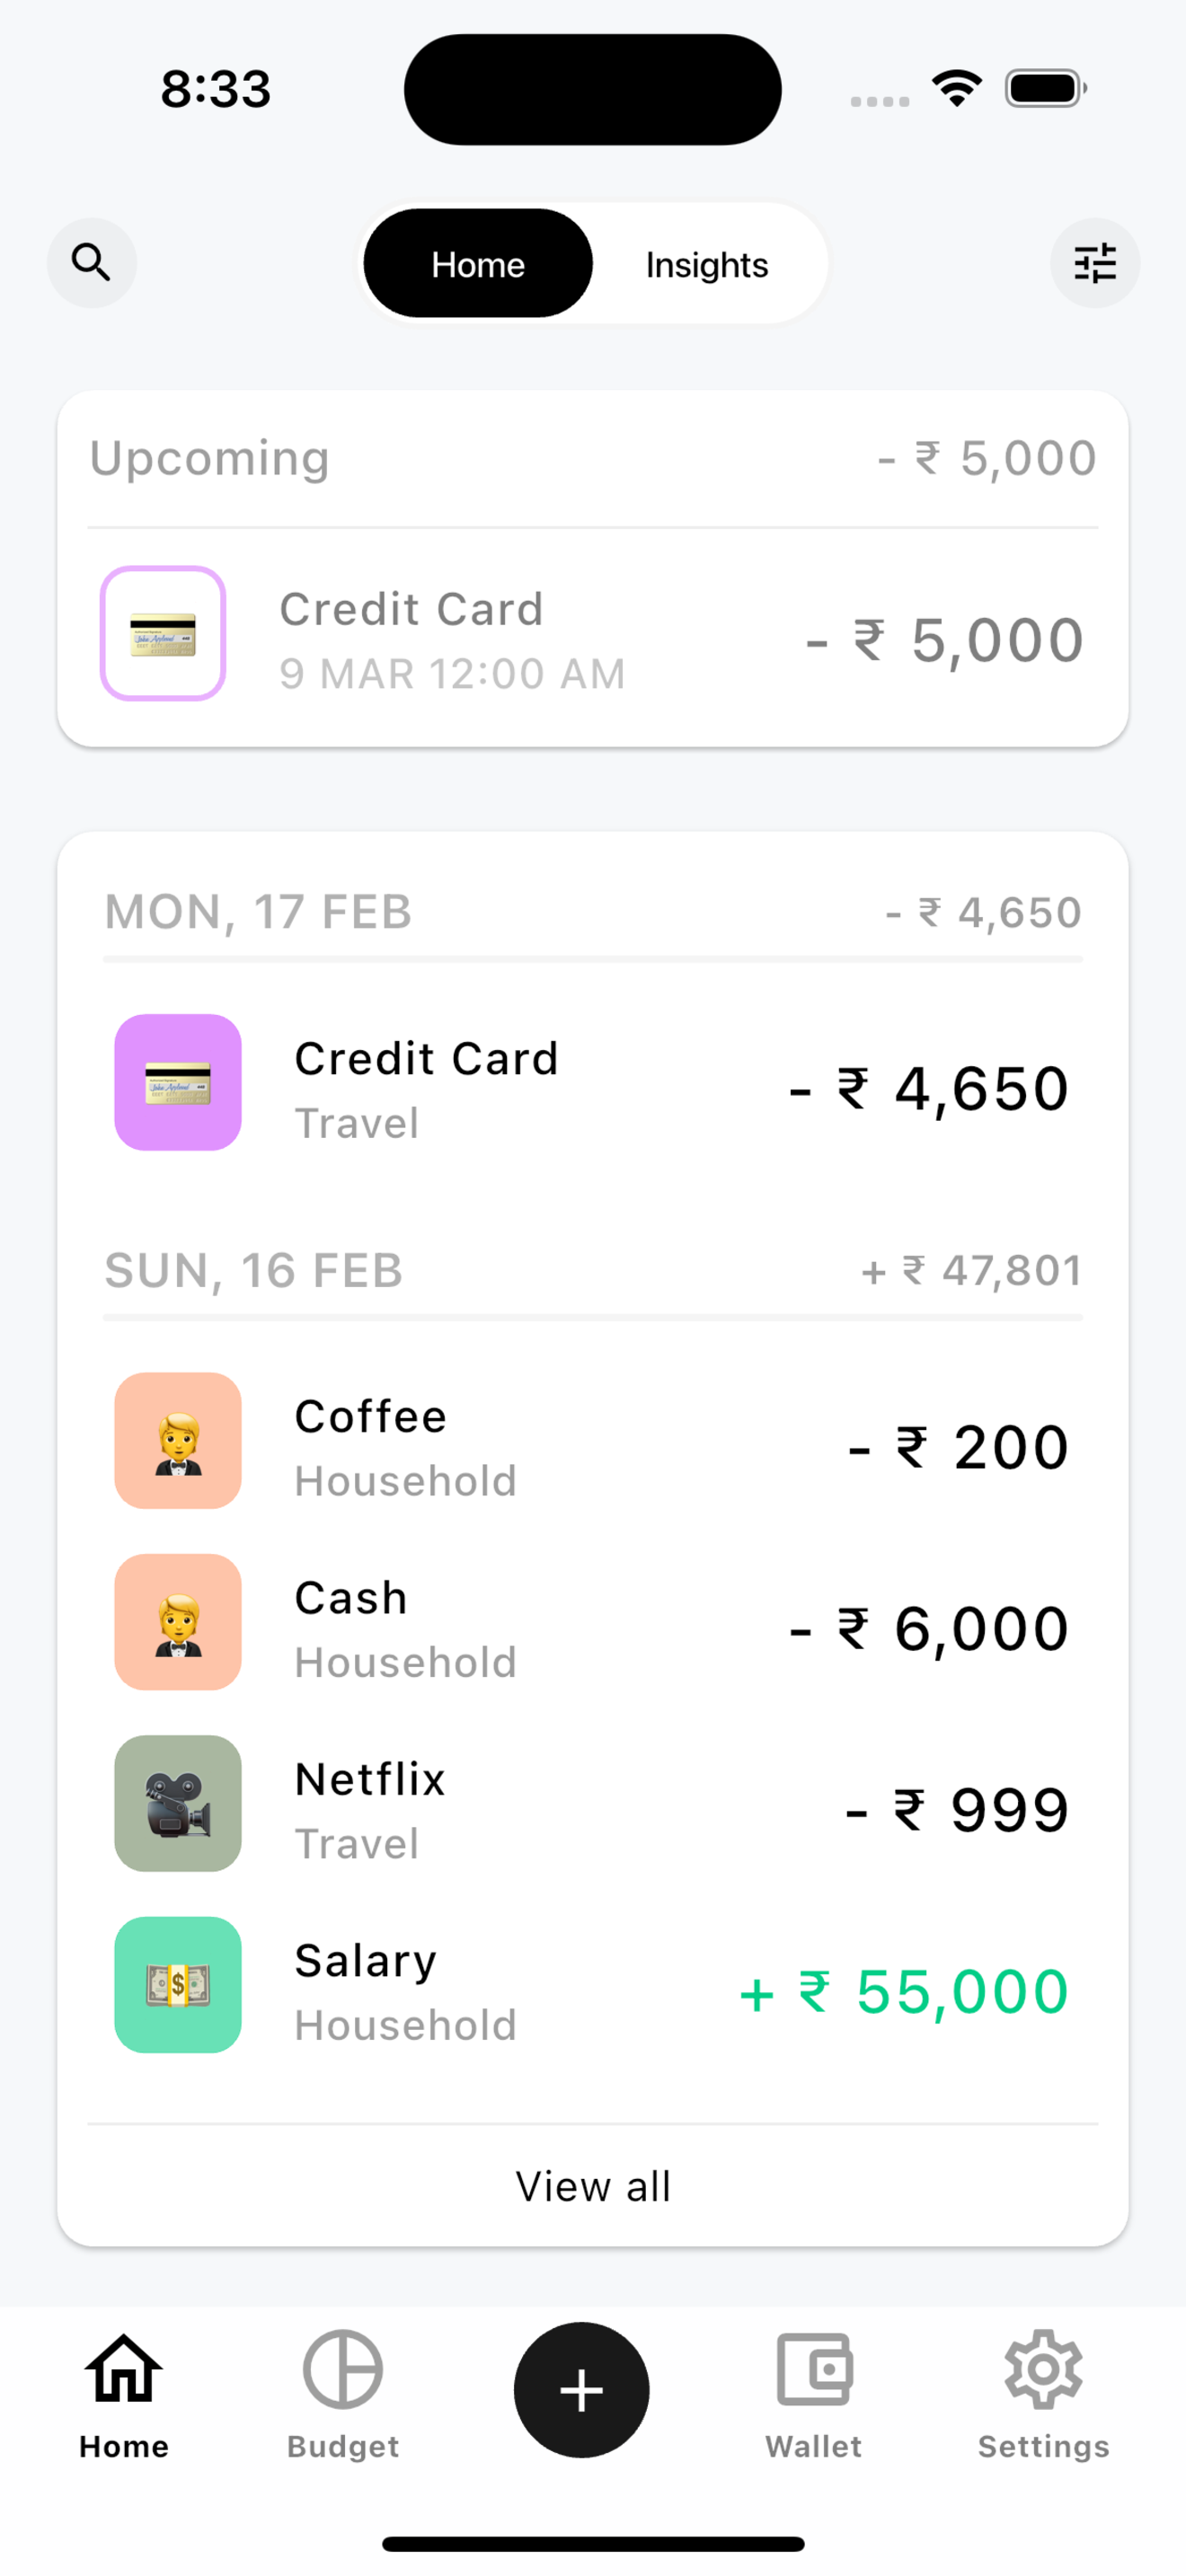 8:33
Home
Insights
Upcoming
- ₹ 5,000
Credit Card
9 MAR 12:00 AM
- ₹ 5,000
MON, 17 FEB
- ₹ 4,650
Credit Card
Travel
- ₹ 4,650
SUN, 16 FEB
+ ₹ 47,801
Coffee
Household
- ₹ 200
Cash
Household
- ₹ 6,000
Netflix
Travel
- ₹ 999
Salary
Household
+ ₹ 55,000
View all
Home
Budget
Wallet
Settings